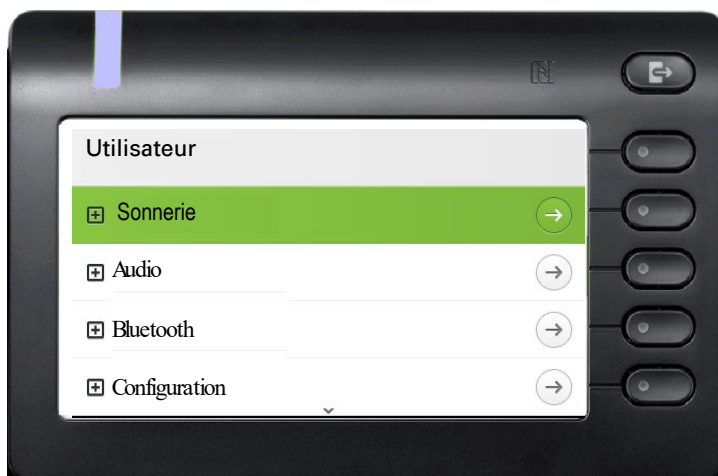 Utilisateur
Sonnerie
Audio
Bluetooth
Configuration